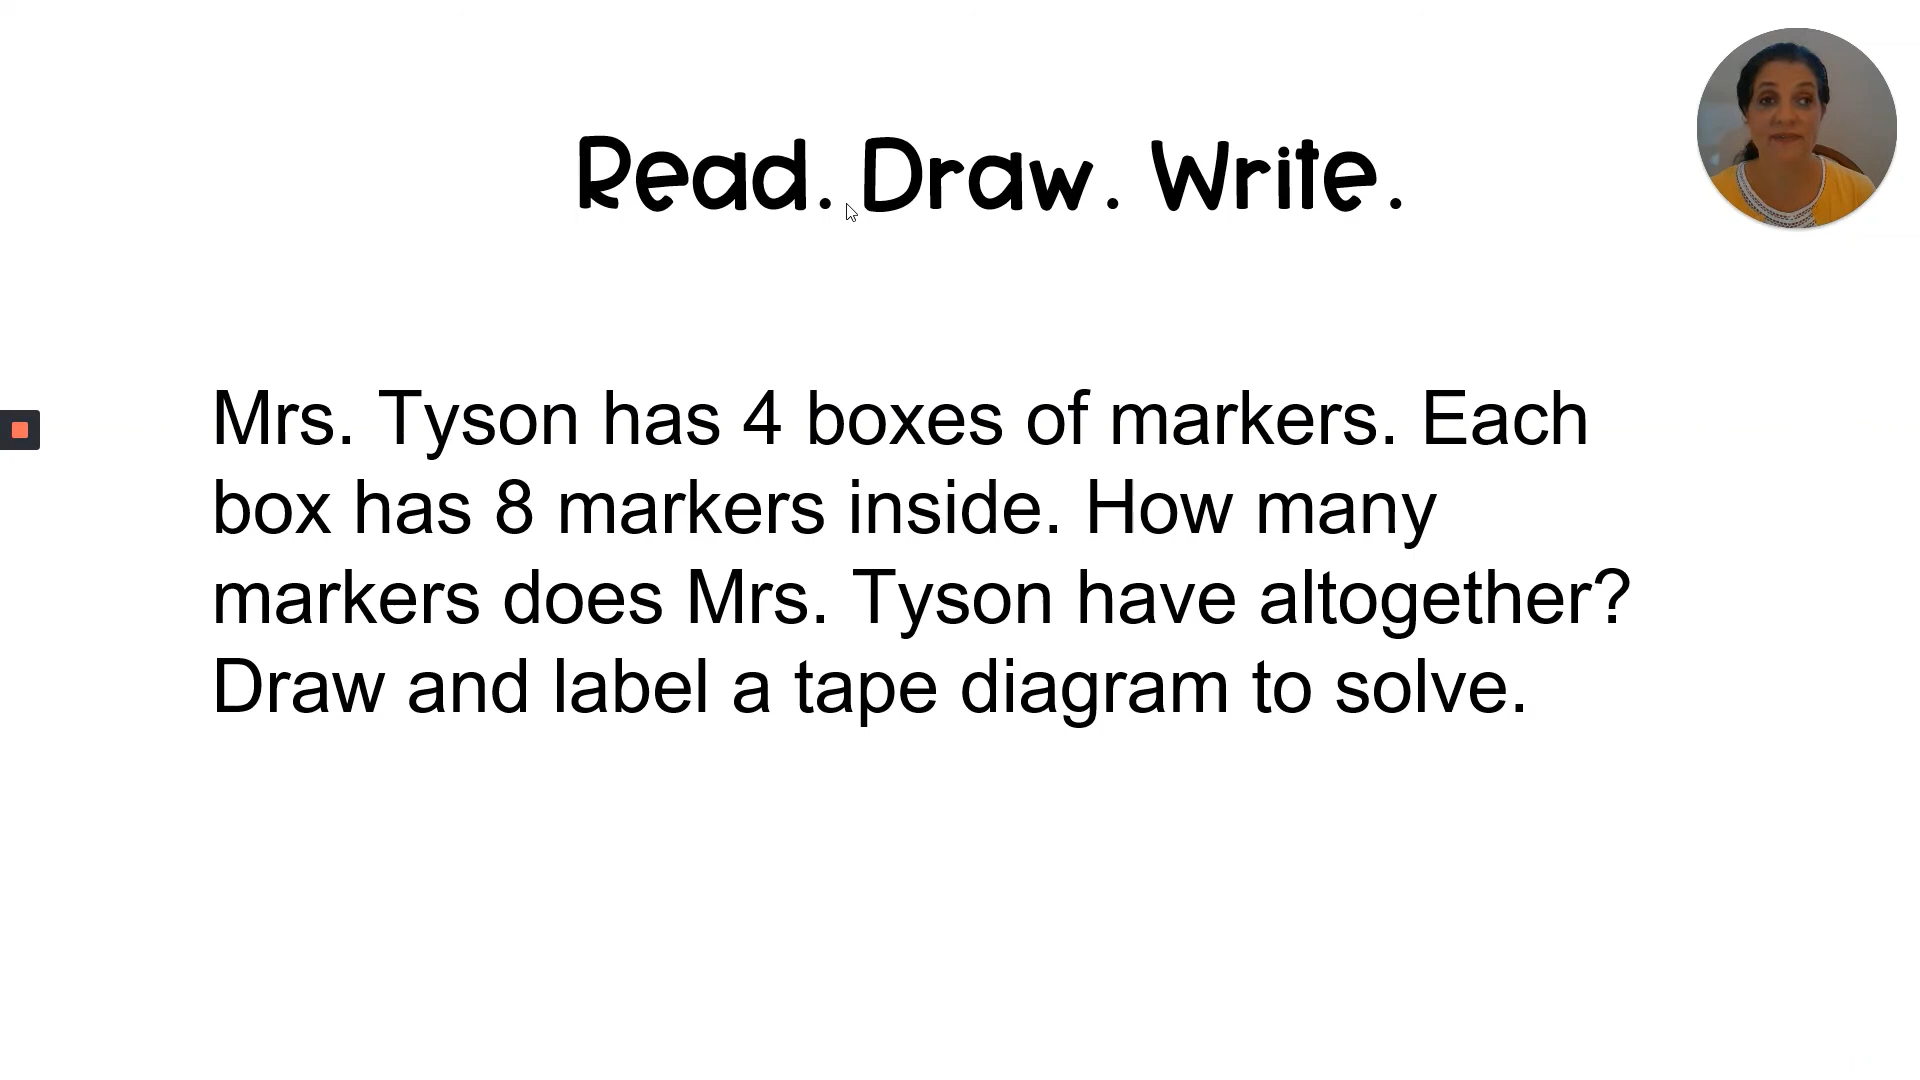 Read. Draw. Write.
Mrs. Tyson has 4 boxes of markers. Each
box has 8 markers inside. How many
markers does Mrs. Tyson have altogether?
Draw and label a tape diagram to solve.